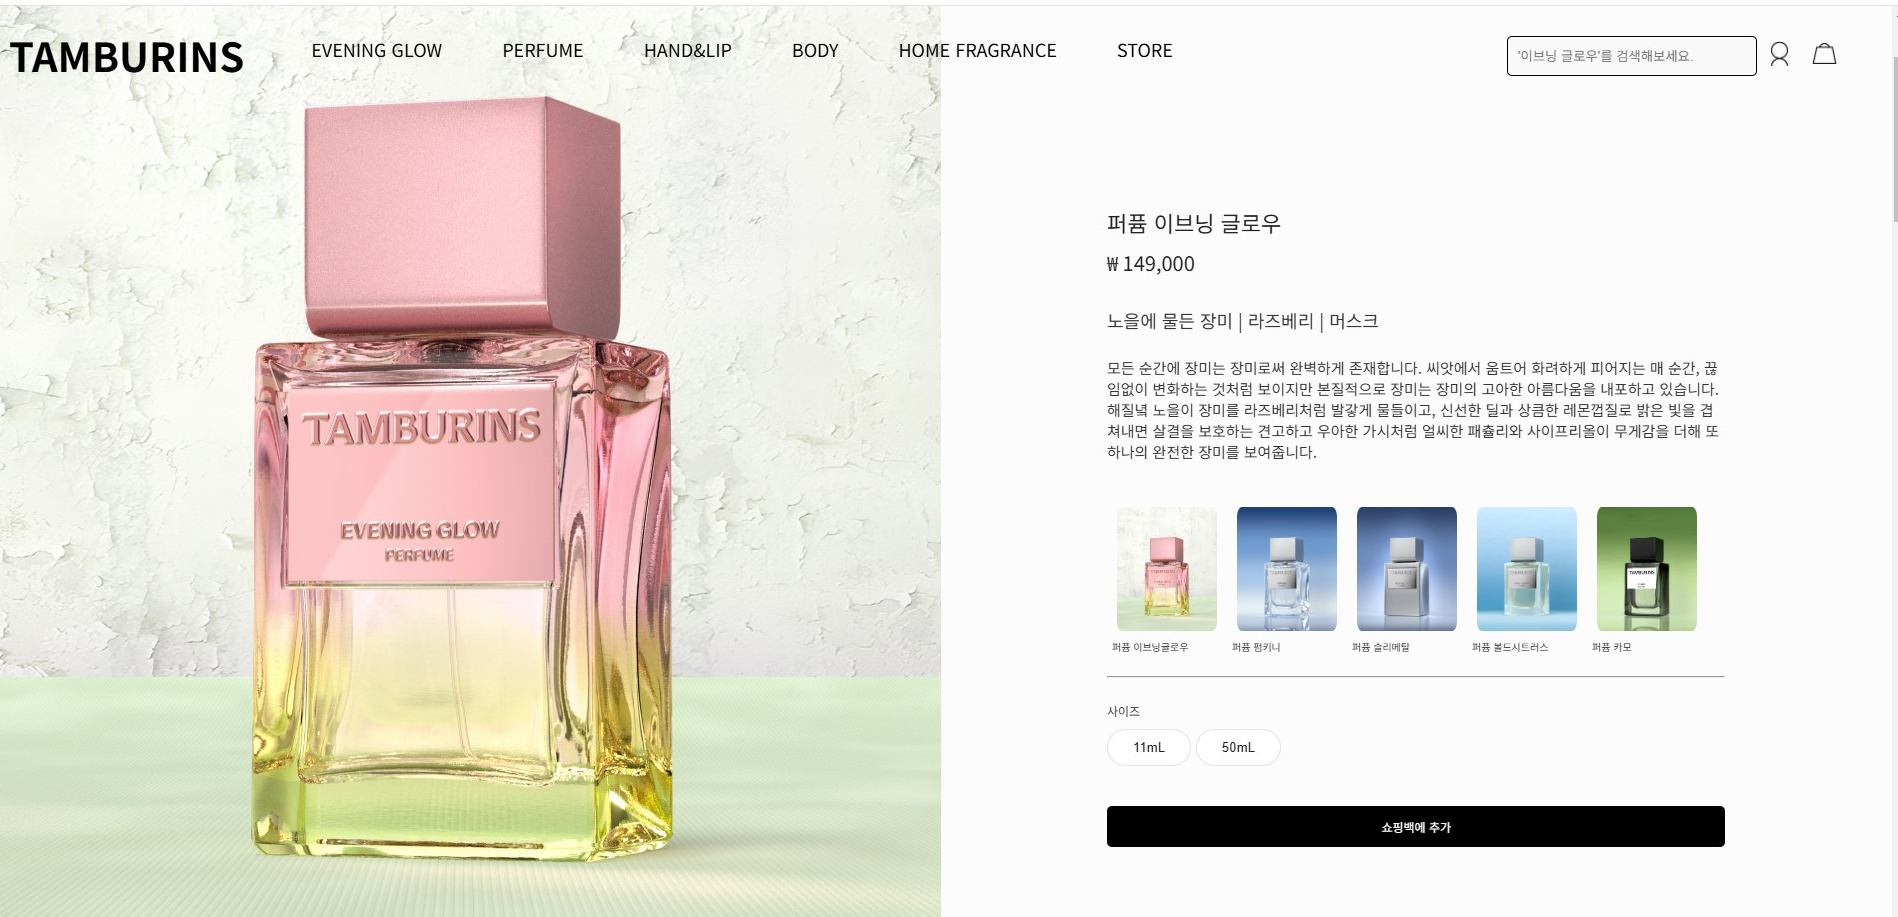 TAMBURINS
EVENING GLOW
PERFUME
HAND&LIP
BODY
HOME FRAGRANCE
STORE
'이브닝 글로우'를 검색해보세요.
TAMBURINS
EVENING GLOW
PERFUME
퍼퓸 이브닝 글로우
₩ 149,000
노을에 물든 장미 | 라즈베리 | 머스크
모든 순간에 장미는 장미로써 완벽하게 존재합니다. 씨앗에서 움트어 화려하게 피어지는 매 순간, 끊
임없이 변화하는 것처럼 보이지만 본질적으로 장미는 장미의 고아한 아름다움을 내포하고 있습니다.
해질녘 노을이 장미를 라즈베리처럼 발갛게 물들이고, 신선한 딜과 상큼한 레몬껍질로 밝은 빛을 겹
쳐내면 살결을 보호하는 견고하고 우아한 가시처럼 얼씨한 패츌리와 사이프리올이 무게감을 더해 또
하나의 완전한 장미를 보여줍니다.
TAMBURINS
TAMBURINS
퍼퓸 이브닝글로우
퍼퓸 펌키니
퍼퓸 슬리메탈
퍼퓸 볼드시트러스
퍼퓸 카모
사이즈
11mL
50mL
쇼핑백에 추가